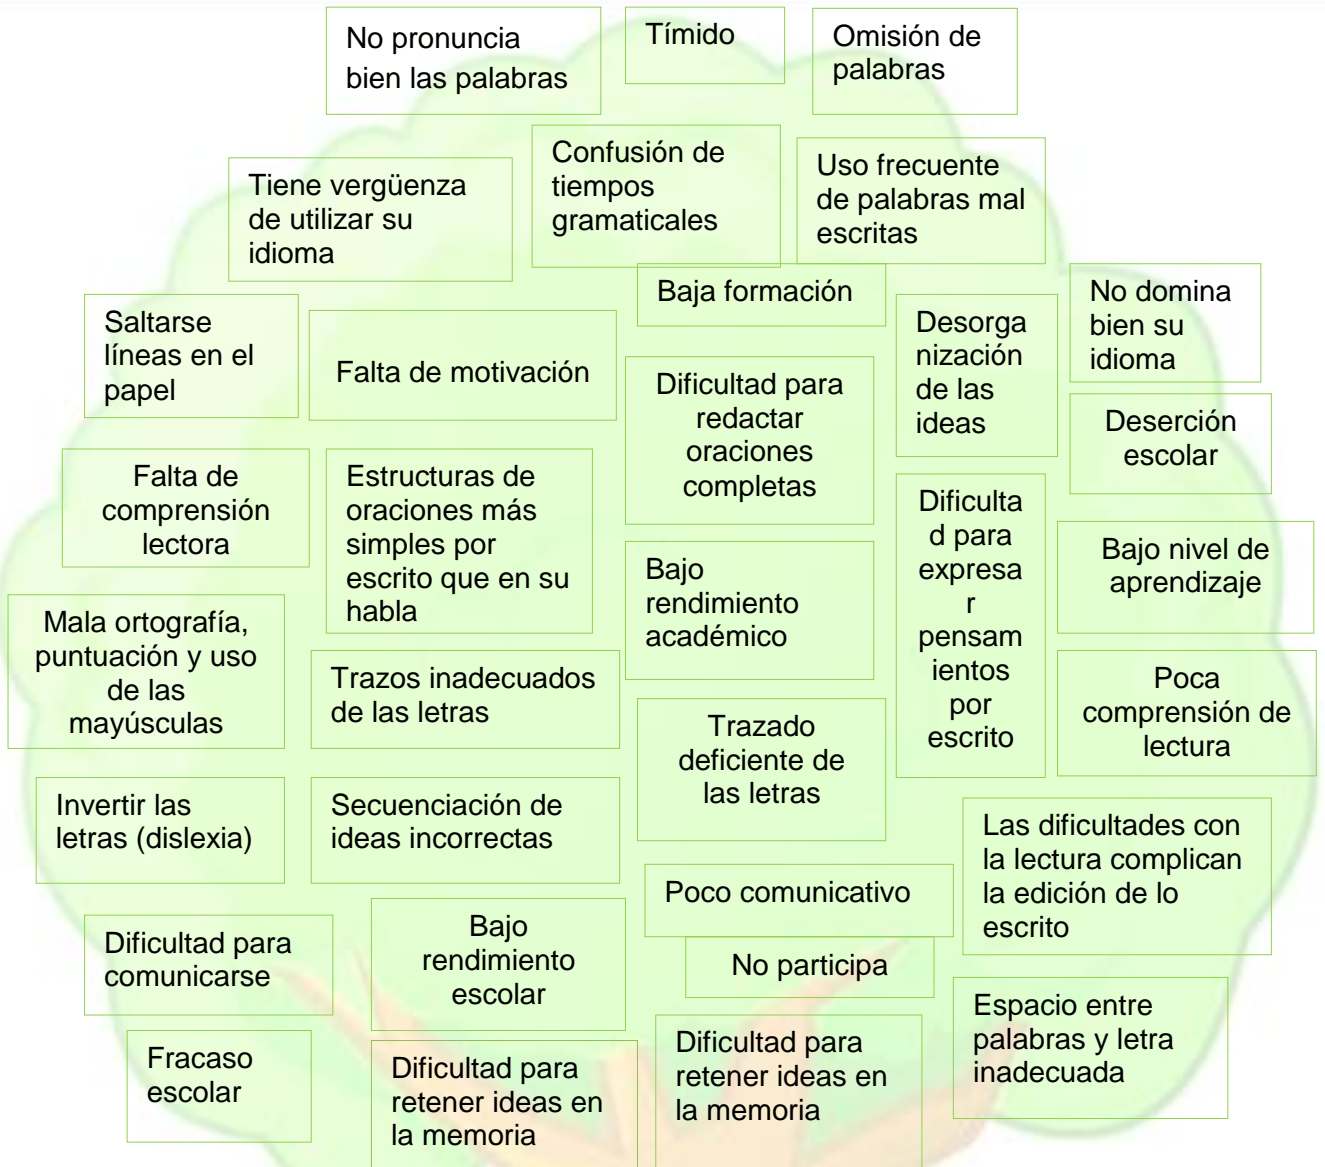 No pronuncia
bien las palabras
Tímido
Omisión de
palabras
Tiene vergüenza
de utilizar su
idioma
Confusión de
tiempos
gramaticales
Uso frecuente
de palabras mal
escritas
Saltarse
líneas en el
papel
Falta de motivación
Baja formación
Desorga
nización
de las
ideas
No domina
bien su
idioma
Dificultad para
redactar
oraciones
completas
Deserción
escolar
Falta de
comprensión
lectora
Estructuras de
oraciones más
simples por
escrito que en su
habla
Bajo
rendimiento
académico
Dificulta
d para
expresa
r
pensam
ientos
por
escrito
Bajo nivel de
aprendizaje
Mala ortografía,
puntuación y uso
de las
mayúsculas
Trazos inadecuados
de las letras
Trazado
deficiente de
las letras
Poca
comprensión de
lectura
Invertir las
letras (dislexia)
Secuenciación de
ideas incorrectas
Las dificultades con
la lectura complican
la edición de lo
escrito
Poco comunicativo
Dificultad para
comunicarse
Bajo
rendimiento
escolar
No participa
Espacio entre
palabras y letra
inadecuada
Fracaso
escolar
Dificultad para
retener ideas en
la memoria
Dificultad para
retener ideas en
la memoria